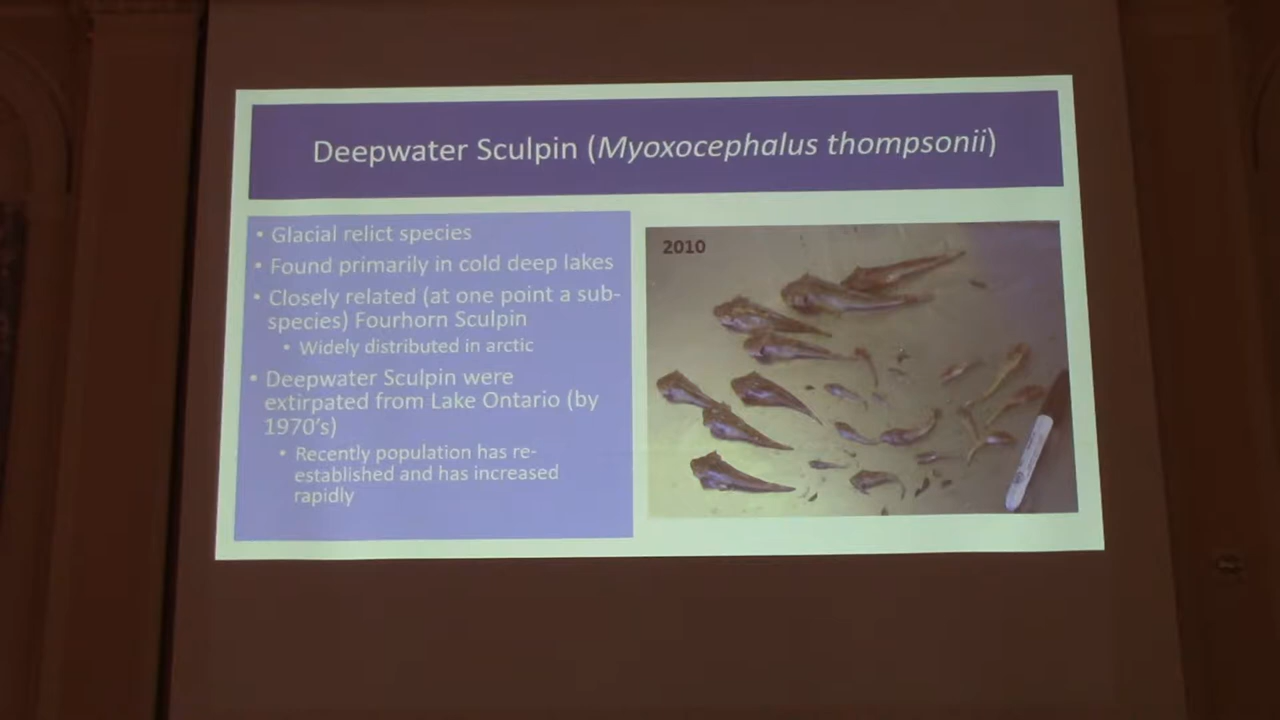 Deepwater Sculpin (Myoxocephalus thompsonii)
• Glacial relict species
• Found primarily in cold deep lakes
• Closely related (at one point a sub-
species) Fourhorn Sculpin
• Widely distributed in arctic
• Deepwater Sculpin were
extirpated from Lake Ontario (by
1970's)
• Recently population has re-
established and has increased
rapidly
2010